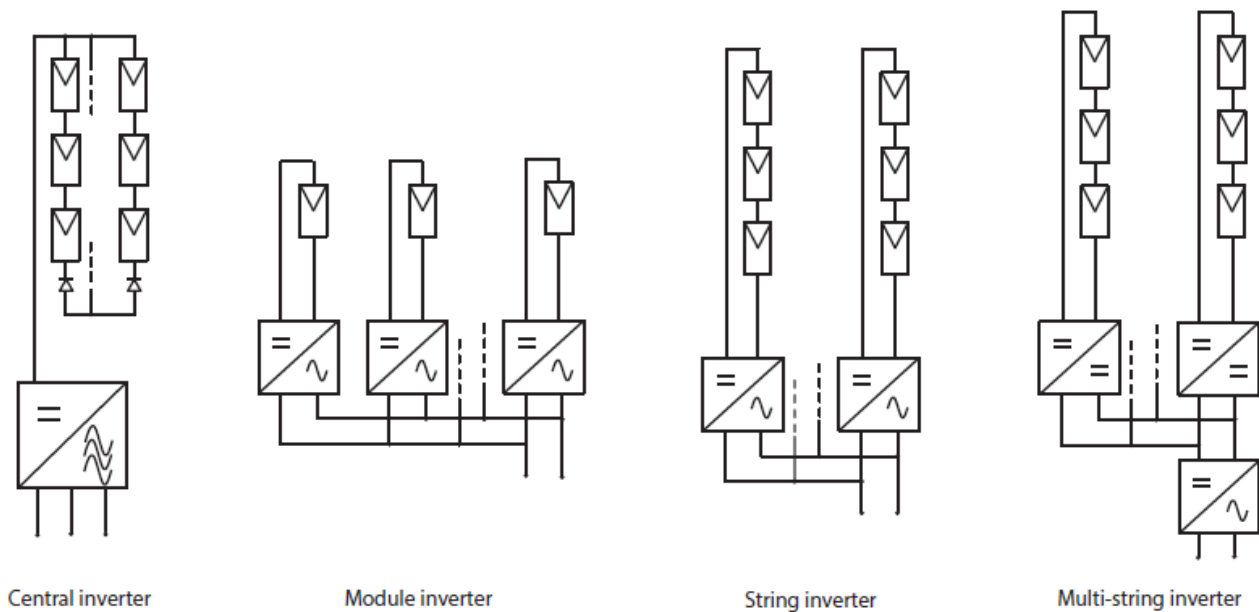 Central inverter
Module inverter
String inverter
Multi-string inverter